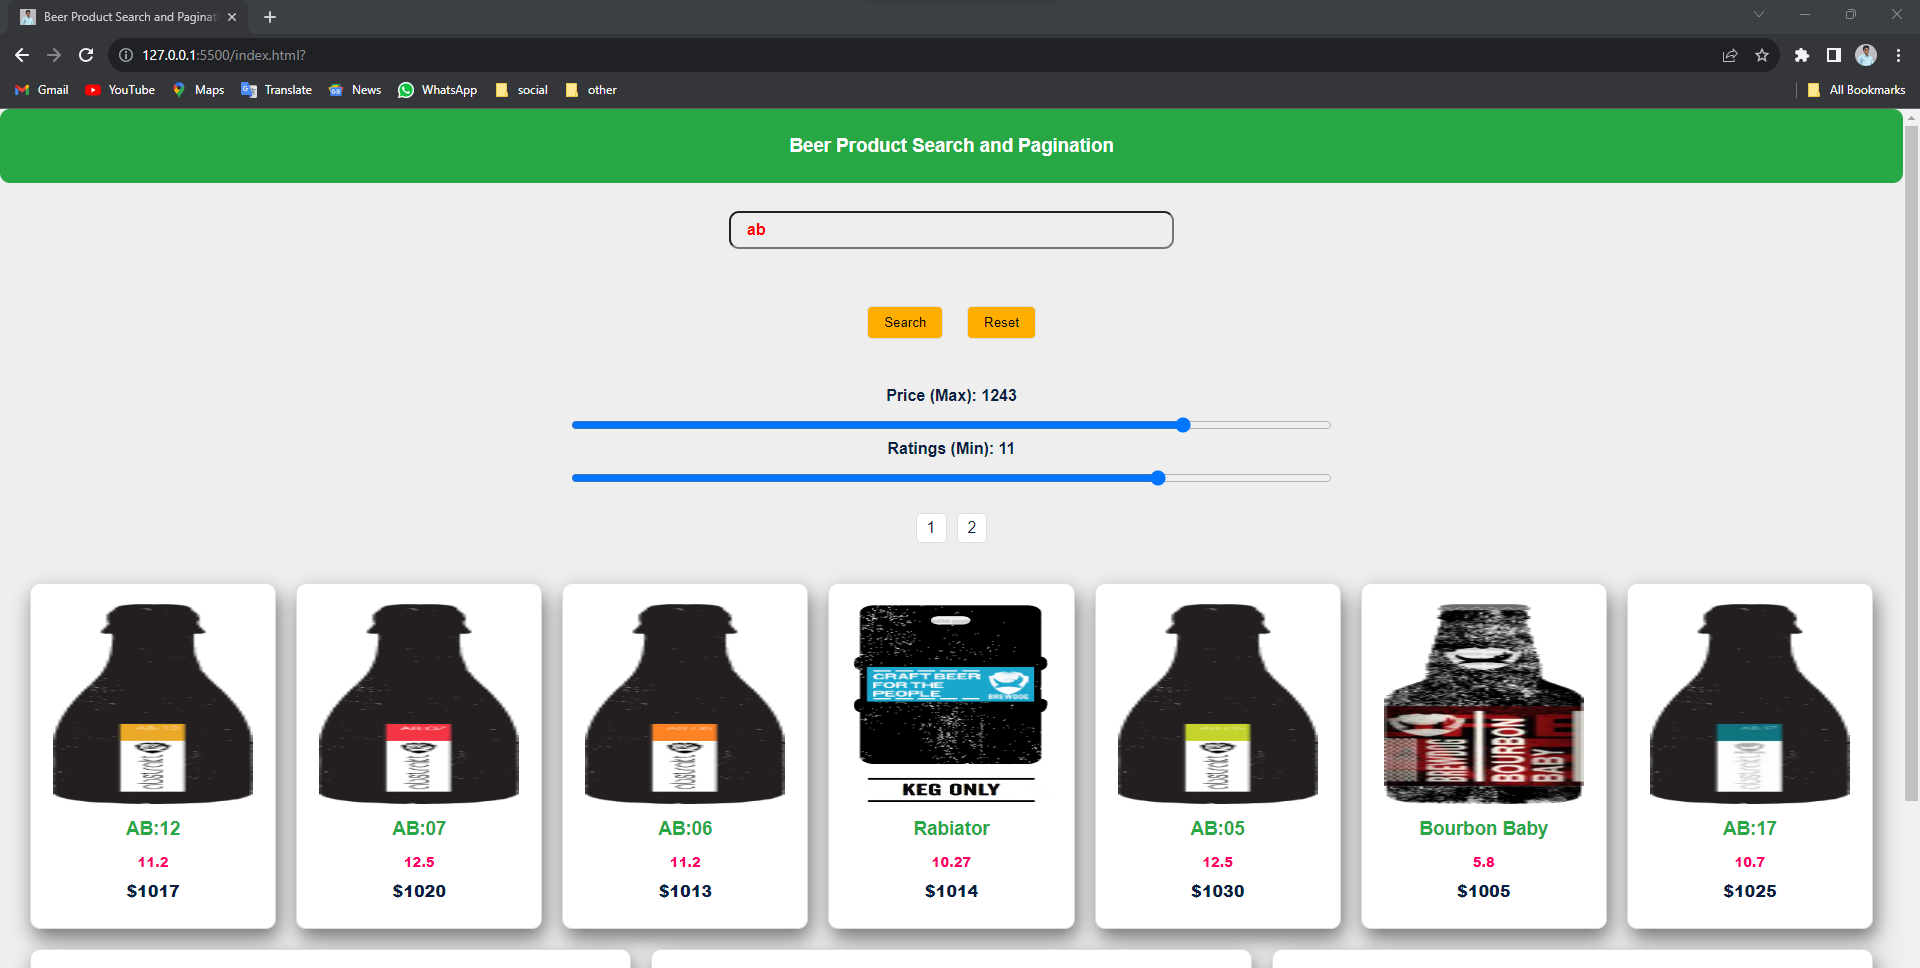 Beer Product Search and Paginat
127.0.0.1:5500/index.html?
Gmail YouTube Maps Translate News WhatsApp social other All Bookmarks
Beer Product Search and Pagination
ab
Search Reset
Price (Max): 1243
Ratings (Min): 11
1 2
CRAFT BEER
FOR THE
PEOPLE
BREWDOG
KEG ONLY
BREWDOG
BOURBON
BABY
AB:12 AB:07 AB:06 Rabiator AB:05 Bourbon Baby AB:17
11.2 12.5 11.2 10.27 12.5 5.8 10.7
$1017 $1020 $1013 $1014 $1030 $1005 $1025